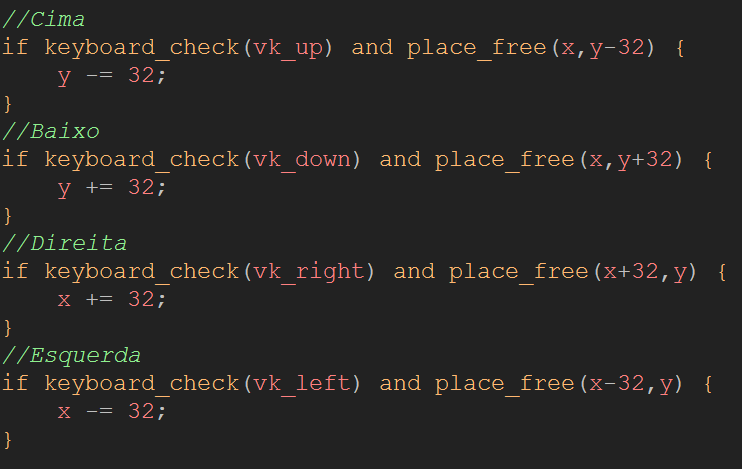 //Cima
if keyboard_check(vk_up) and place_free(x,y-32) {
    y -= 32;
}
//Baixo
if keyboard_check(vk_down) and place_free(x,y+32) {
    y += 32;
}
//Direita
if keyboard_check(vk_right) and place_free(x+32,y) {
    x += 32;
}
//Esquerda
if keyboard_check(vk_left) and place_free(x-32,y) {
    x -= 32;
}